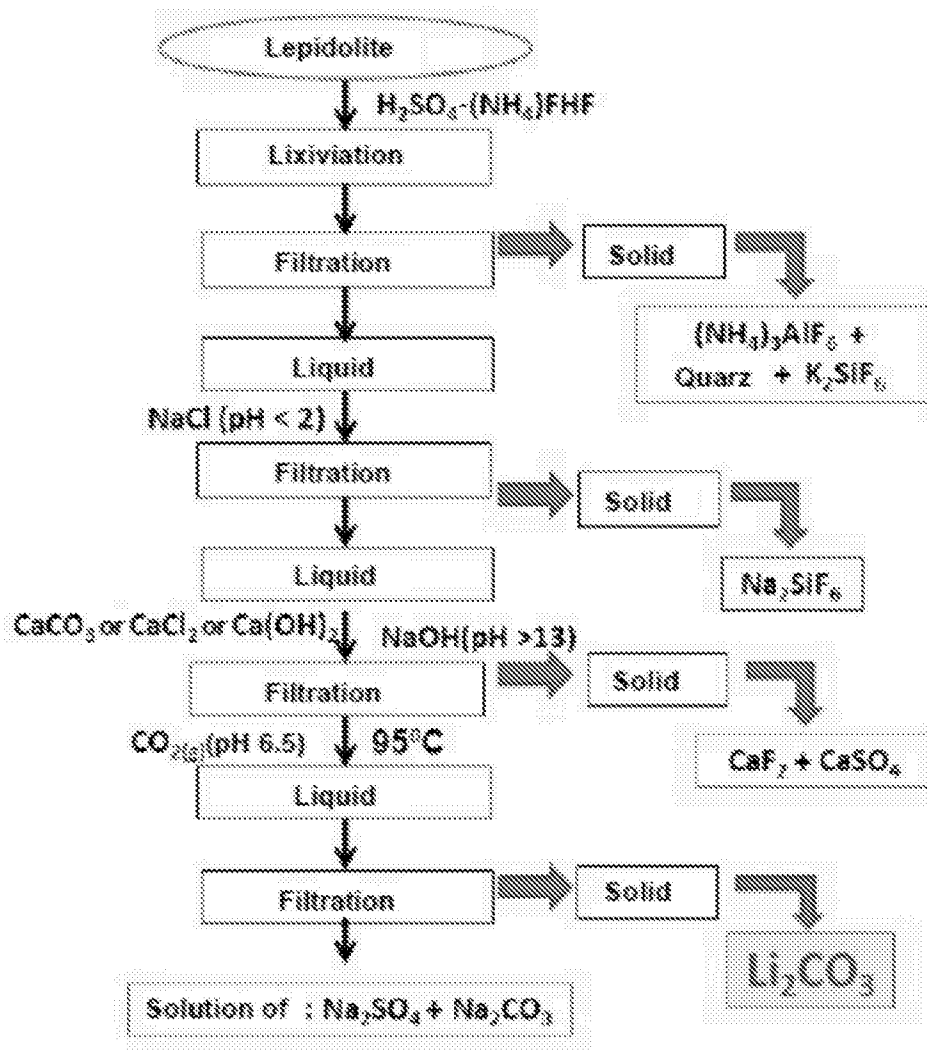 Lepidolite
H₂SO₄-(NH₄)FHF
Lixiviation
Filtration
Solid
(NH₄)₃AlF₆ +
Quarz + K₂SiF₆
Liquid
NaCl (pH < 2)
Filtration
Solid
Na₂SiF₆
Liquid
CaCO₃ or CaCl₂ or Ca(OH)₂
NaOH(pH >13)
Filtration
Solid
CaF₂ + CaSO₄
CO₂(g)(pH 6.5)
95⁰C
Liquid
Filtration
Solid
Li₂CO₃
Solution of : Na₂SO₄ + Na₂CO₃